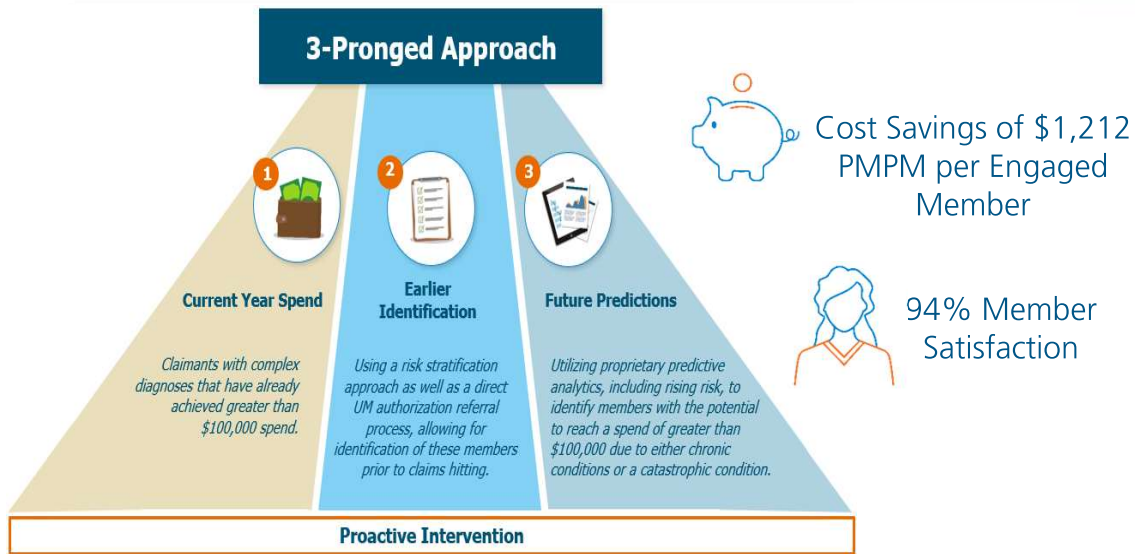 3-Pronged Approach
1
Current Year Spend
Claimants with complex
diagnoses that have already
achieved greater than
$100,000 spend.
2
Earlier
Identification
Using a risk stratification
approach as well as a direct
UM authorization referral
process, allowing for
identification of these members
prior to claims hitting.
3
Future Predictions
Utilizing proprietary predictive
analytics, including rising risk, to
identify members with the potential
to reach a spend of greater than
$100,000 due to either chronic
conditions or a catastrophic condition.
Proactive Intervention
Cost Savings of $1,212
PMPM per Engaged
Member
94% Member
Satisfaction